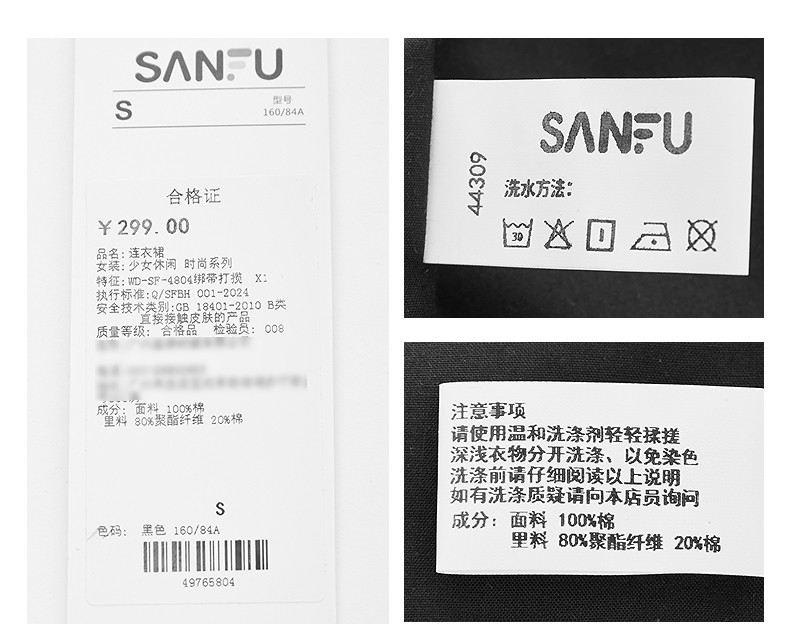 SANFU
S
型号
160/84A
合格证
￥299.00
品名: 连衣裙
女装: 少女休闲 时尚系列
特征: WD-SF-4804绑带打揽 X1
执行标准: Q/SFBH 001-2024
安全技术类别: GB 18401-2010 B类
直接接触皮肤的产品
质量等级: 合格品 检验员: 008
成分: 面料 100%棉
里料 80%聚酯纤维 20%棉
S
色码: 黑色 160/84A
49765804
SANFU
44309
洗水方法:
30
注意事项
请使用温和洗涤剂轻轻揉搓
深浅衣物分开洗涤、以免染色
洗涤前请仔细阅读以上说明
如有洗涤质疑请向本店员询问
成分: 面料 100%棉
里料 80%聚酯纤维 20%棉